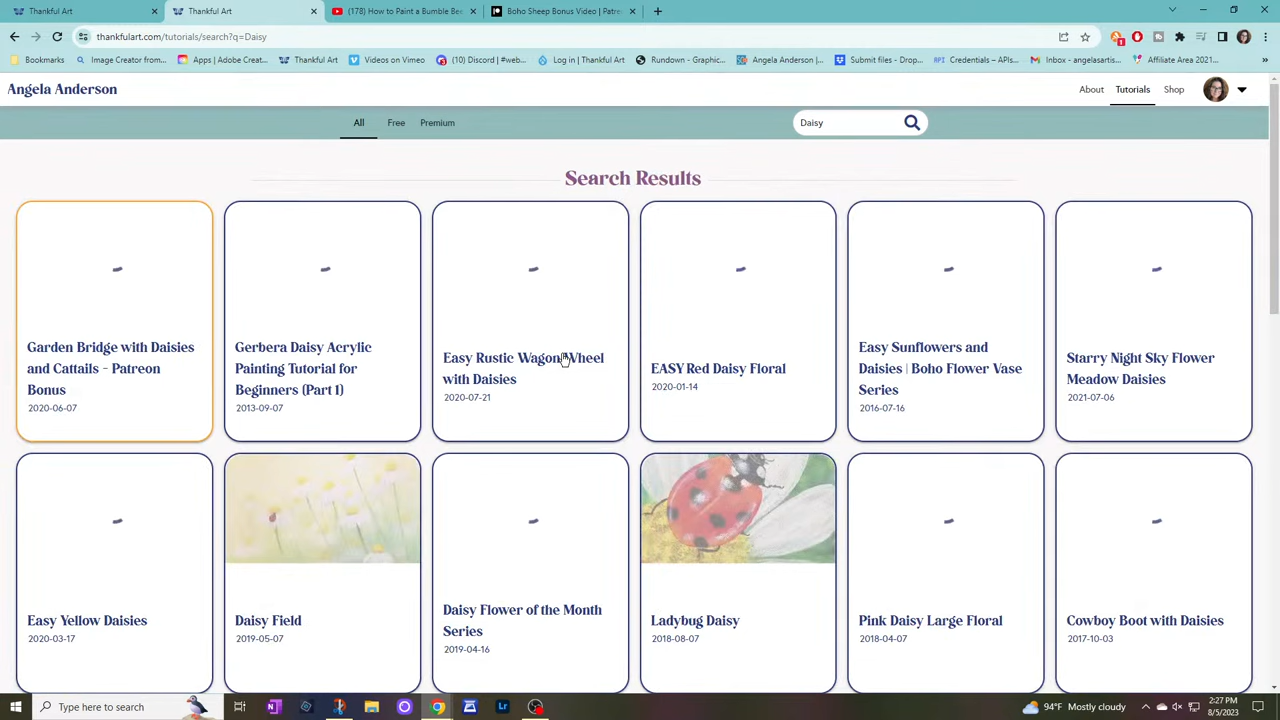 Thankful Art
Thankful Art
(178) How to Paint a Bumble Be
Boho Sheep Bonus Video | Patre
thankfulart.com/tutorials/search?q=Daisy
Bookmarks
Image Creator from...
Apps | Adobe Creat...
Thankful Art
Videos on Vimeo
(10) Discord | #web...
Log in | Thankful Art
Rundown - Graphic...
Angela Anderson |...
Submit files - Drop...
Credentials – APIs...
Inbox - angelasartis...
Affiliate Area 2021...
Angela Anderson
About
Tutorials
Shop
All
Free
Premium
Daisy
Search Results
Garden Bridge with Daisies
and Cattails - Patreon
Bonus
2020-06-07
Gerbera Daisy Acrylic
Painting Tutorial for
Beginners (Part 1)
2013-09-07
Easy Rustic Wagon Wheel
with Daisies
2020-07-21
EASY Red Daisy Floral
2020-01-14
Easy Sunflowers and
Daisies | Boho Flower Vase
Series
2016-07-16
Starry Night Sky Flower
Meadow Daisies
2021-07-06
Easy Yellow Daisies
2020-03-17
Daisy Field
2019-05-07
Daisy Flower of the Month
Series
2019-04-16
Ladybug Daisy
2018-08-07
Pink Daisy Large Floral
2018-04-07
Cowboy Boot with Daisies
2017-10-03
Type here to search
94°F Mostly cloudy
2:27 PM
8/5/2023